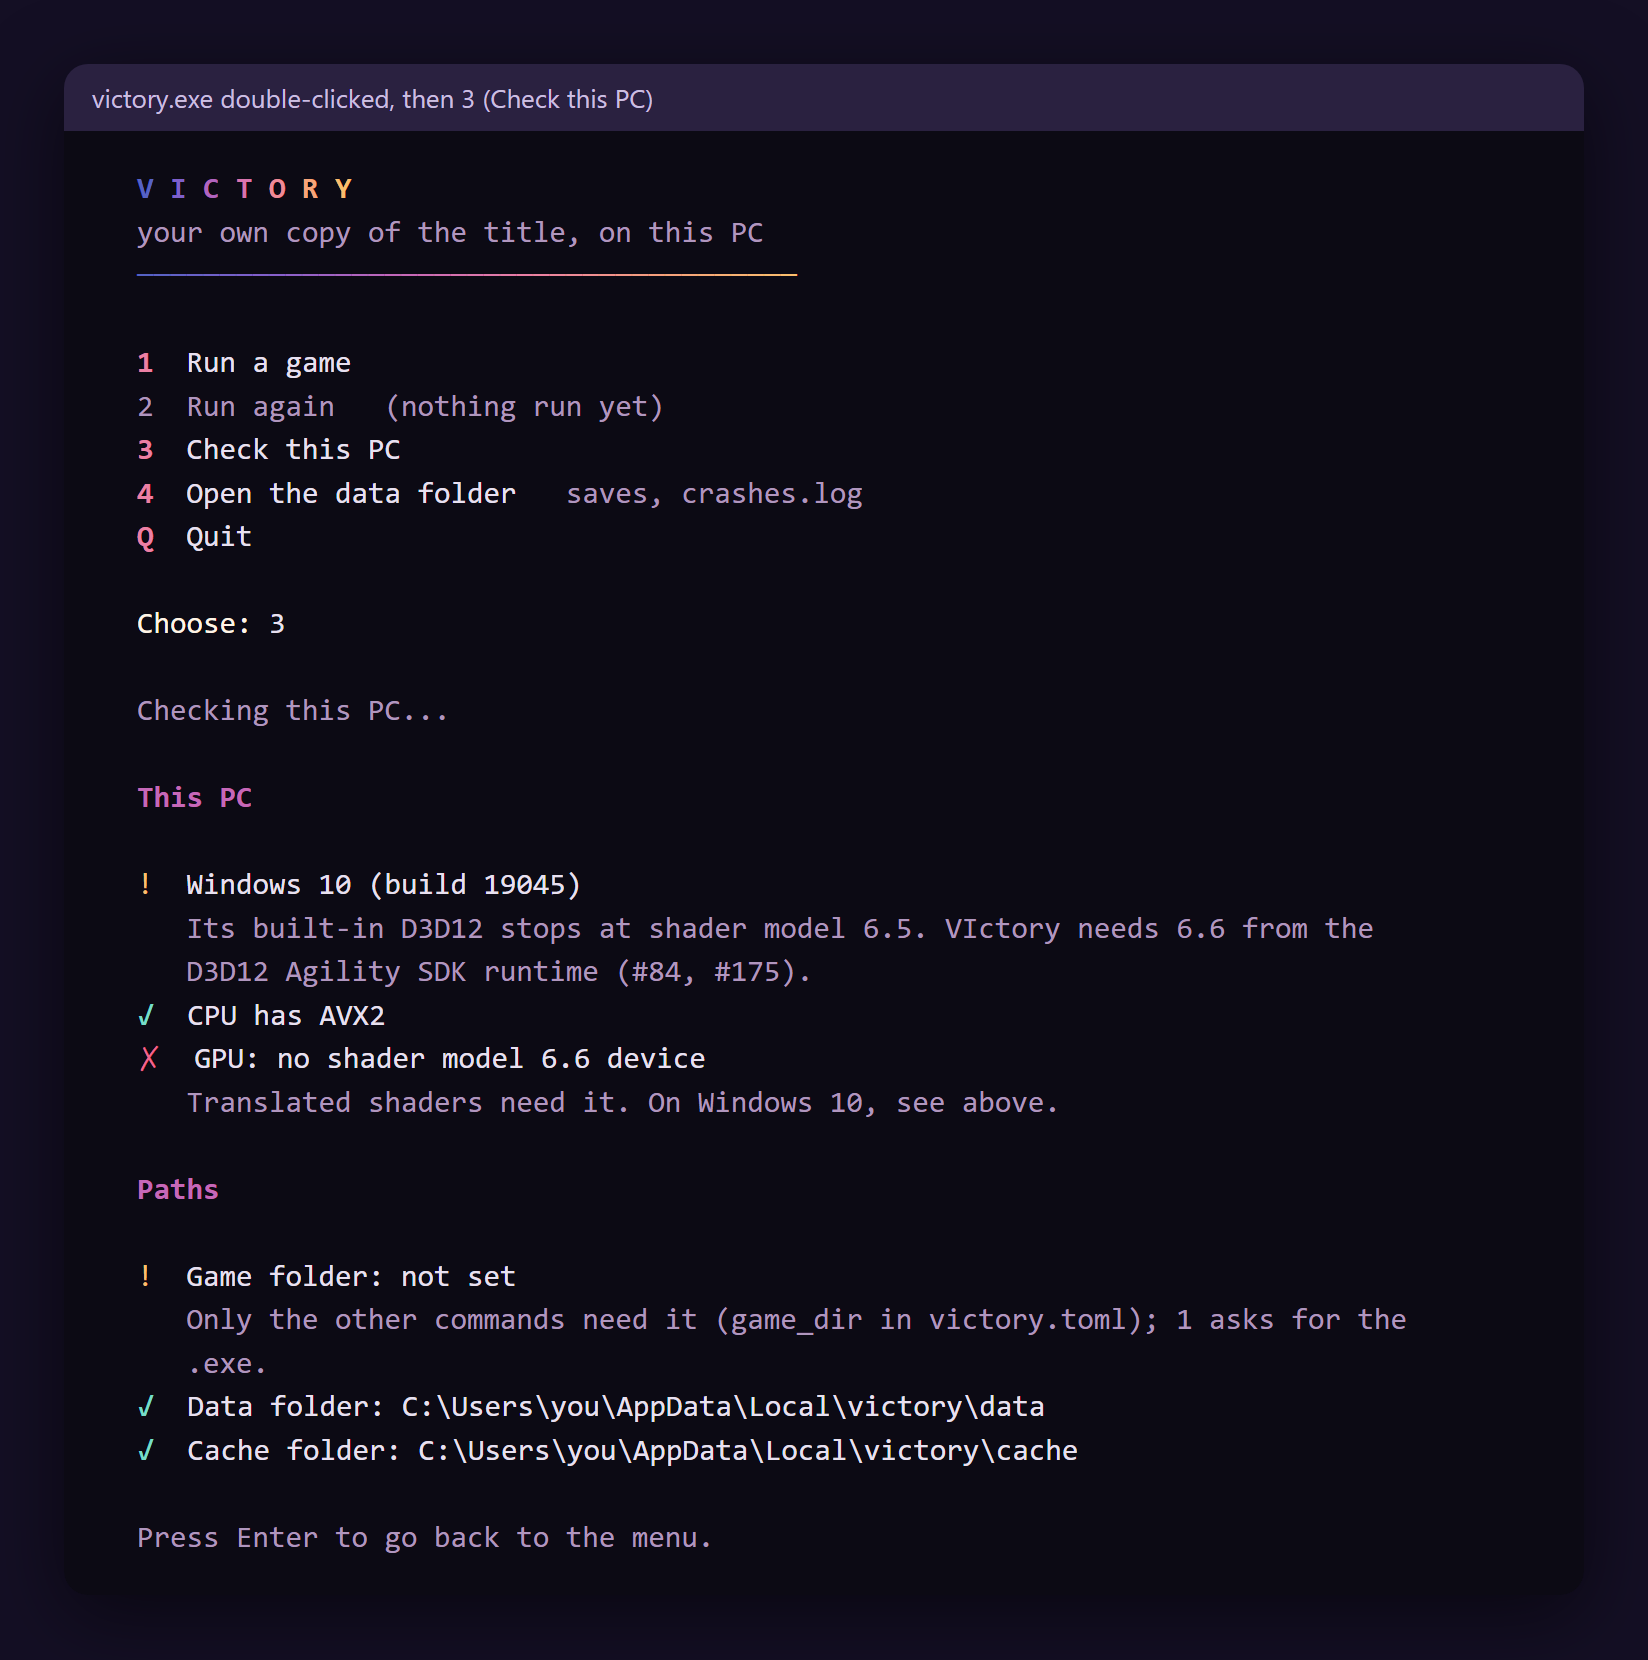 victory.exe double-clicked, then 3 (Check this PC)
V I C T O R Y
your own copy of the title, on this PC
1 Run a game
2 Run again (nothing run yet)
3 Check this PC
4 Open the data folder saves, crashes.log
Q Quit
Choose: 3
Checking this PC...
This PC
! Windows 10 (build 19045)
Its built-in D3D12 stops at shader model 6.5. VIctory needs 6.6 from the
D3D12 Agility SDK runtime (#84, #175).
√ CPU has AVX2
╳ GPU: no shader model 6.6 device
Translated shaders need it. On Windows 10, see above.
Paths
! Game folder: not set
Only the other commands need it (game_dir in victory.toml); 1 asks for the
.exe.
√ Data folder: C:\Users\you\AppData\Local\victory\data
√ Cache folder: C:\Users\you\AppData\Local\victory\cache
Press Enter to go back to the menu.